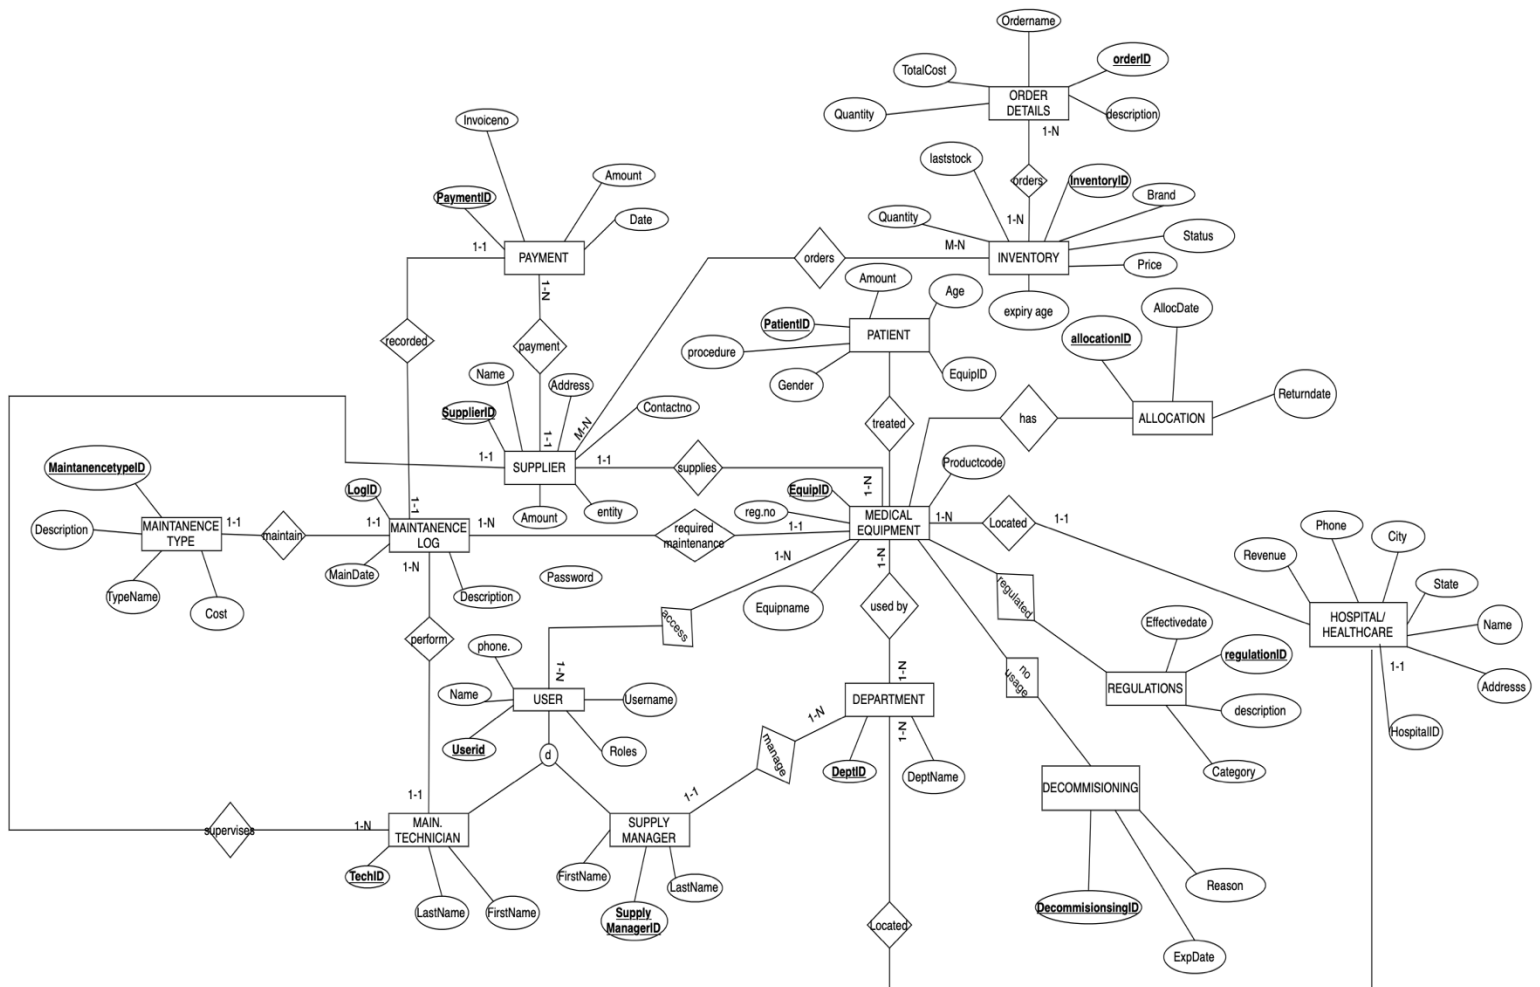 Ordername
TotalCost
orderID
ORDER
DETAILS
Quantity
description
1-N
Invoiceno
laststock
orders
InventoryID
Brand
Amount
PaymentID
Date
Quantity
1-N
Status
1-1
M-N
PAYMENT
orders
INVENTORY
Price
1-N
Amount
Age
expiry age
AllocDate
PatientID
PATIENT
allocationID
recorded
payment
procedure
EquipID
Gender
Name
Address
Returndate
SupplierID
Contactno
has
ALLOCATION
treated
M-N
1-1
1-1
SUPPLIER
1-1
supplies
Productcode
MaintanencetypeID
LogID
EquipID
1-N
1-1
Amount
entity
reg.no
MEDICAL
EQUIPMENT
1-N
Located
1-1
Description
MAINTANENCE
TYPE
1-1
maintain
1-1
MAINTANENCE
LOG
1-N
required
maintenance
1-1
Phone
City
Revenue
1-N
MainDate
1-N
1-N
Password
State
TypeName
Description
Equipname
regulated
Cost
used by
HOSPITAL/
HEALTHCARE
Name
access
perform
Effectivedate
phone.
regulationID
1-N
no
usage
1-N
1-1
Name
USER
Username
DEPARTMENT
REGULATIONS
Addresss
description
1-N
1-N
HospitalID
Userid
d
Roles
manage
DeptID
DeptName
Category
DECOMMISIONING
1-1
1-1
supervises
1-N
MAIN.
TECHNICIAN
SUPPLY
MANAGER
TechID
FirstName
LastName
Reason
LastName
FirstName
Supply
ManagerID
DecommisionsingID
Located
ExpDate